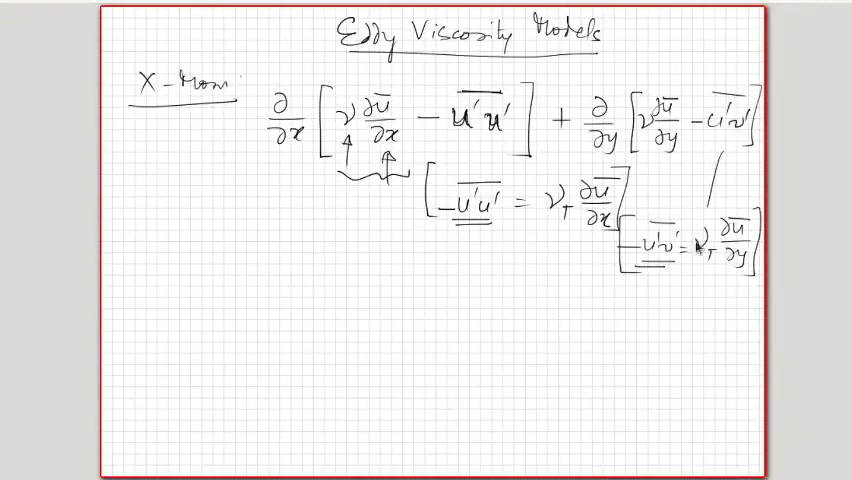 Eddy Viscosity Models
X-Mom.
∂/∂x [ν ∂ū/∂x − \overline{u'u'}] + ∂/∂y [ν ∂ū/∂y − \overline{u'v'}]
[−\overline{u'u'} = ν_T ∂ū/∂x]
[−\overline{u'v'} = ν_T ∂ū/∂y]